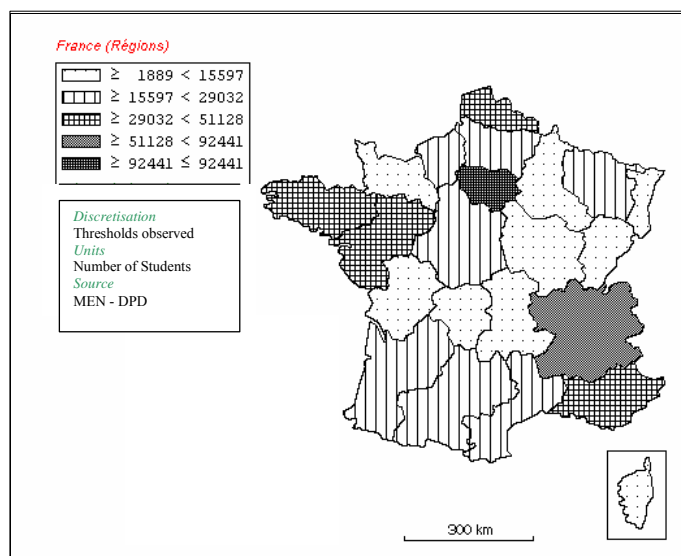 France (Régions)
≥ 1889 < 15597
≥ 15597 < 29032
≥ 29032 < 51128
≥ 51128 < 92441
≥ 92441 ≤ 92441
Discretisation
Thresholds observed
Units
Number of Students
Source
MEN - DPD
300 km